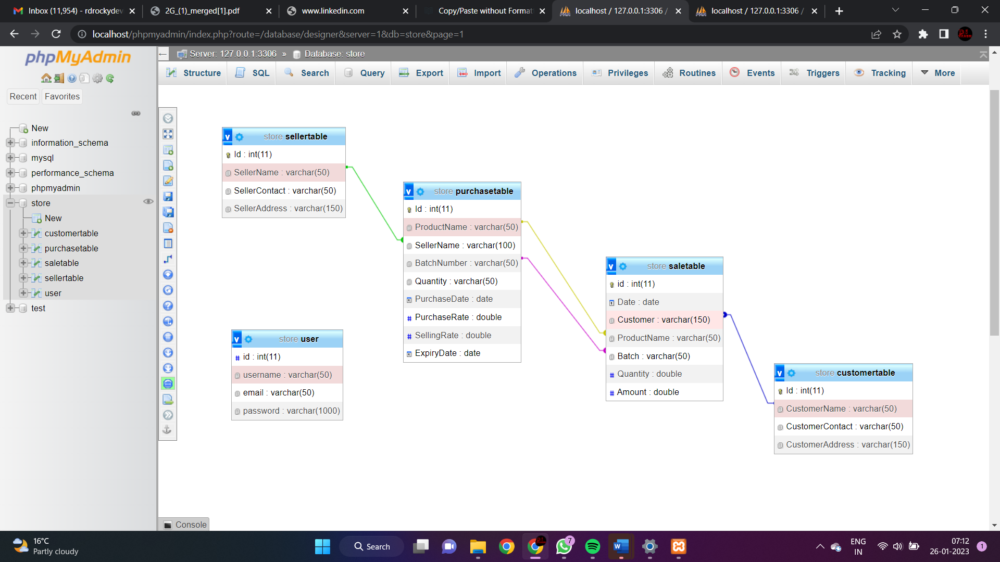 Inbox (11,954) - rdrockydev
2G_(1)_merged[1].pdf
www.linkedin.com
Copy/Paste without Format
localhost / 127.0.0.1:3306 /
localhost / 127.0.0.1:3306 /
localhost/phpmyadmin/index.php?route=/database/designer&server=1&db=store&page=1
phpMyAdmin
Recent
Favorites
New
information_schema
mysql
performance_schema
phpmyadmin
store
New
customertable
purchasetable
saletable
sellertable
user
test
Server: 127.0.0.1:3306 » Database: store
Structure
SQL
Search
Query
Export
Import
Operations
Privileges
Routines
Events
Triggers
Tracking
More
v store sellertable
Id : int(11)
SellerName : varchar(50)
SellerContact : varchar(50)
SellerAddress : varchar(150)
v store purchasetable
Id : int(11)
ProductName : varchar(50)
SellerName : varchar(100)
BatchNumber : varchar(50)
Quantity : varchar(50)
PurchaseDate : date
# PurchaseRate : double
# SellingRate : double
ExpiryDate : date
v store saletable
id : int(11)
Date : date
Customer : varchar(150)
ProductName : varchar(50)
Batch : varchar(50)
# Quantity : double
# Amount : double
v store user
# id : int(11)
username : varchar(50)
email : varchar(50)
password : varchar(1000)
v store customertable
Id : int(11)
CustomerName : varchar(50)
CustomerContact : varchar(50)
CustomerAddress : varchar(150)
Console
16°C
Partly cloudy
Search
7
ENG
IN
07:12
26-01-2023
1